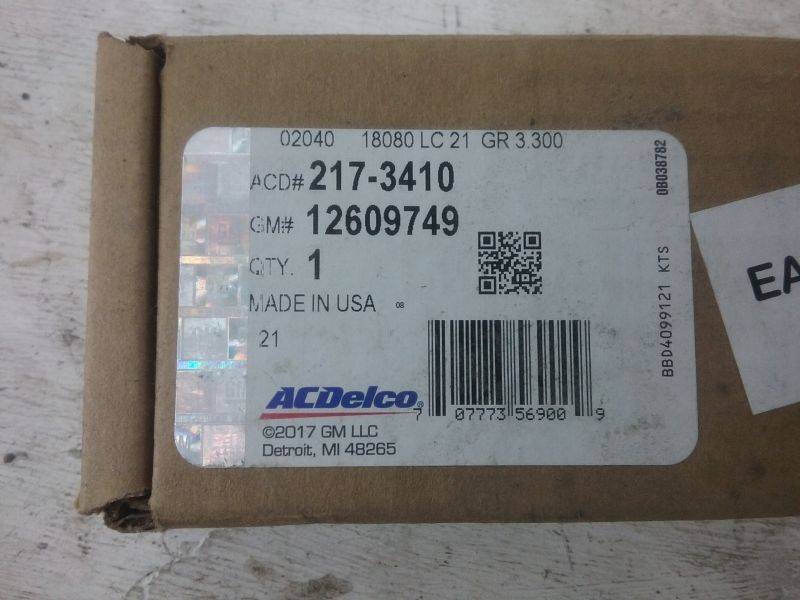 02040 18080 LC 21 GR 3.300
ACD# 217-3410
GM# 12609749
QTY. 1
MADE IN USA 08
21
ACDelco®
©2017 GM LLC
Detroit, MI 48265
7 07773 56900 9
0B038782
BBD4099121 KTS
EA